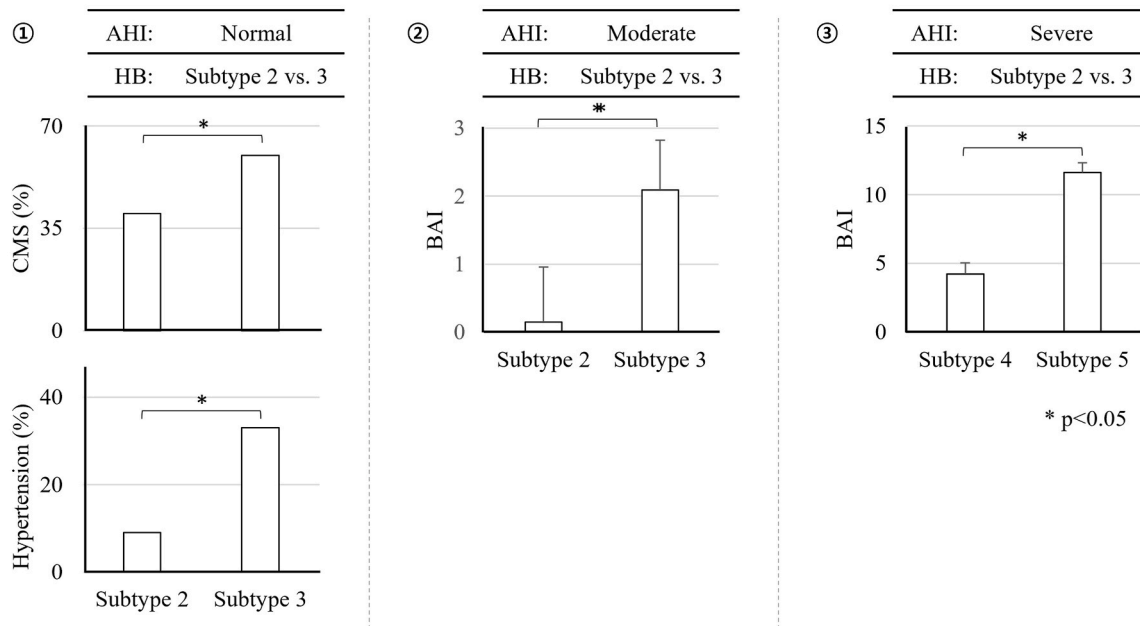 ①
AHI: Normal
HB: Subtype 2 vs. 3
*
70
35
0
CMS (%)
*
40
20
0
Hypertension (%)
Subtype 2 Subtype 3
②
AHI: Moderate
HB: Subtype 2 vs. 3
**
3
2
1
0
BAI
Subtype 2 Subtype 3
③
AHI: Severe
HB: Subtype 2 vs. 3
*
15
10
5
0
BAI
Subtype 4 Subtype 5
* p<0.05